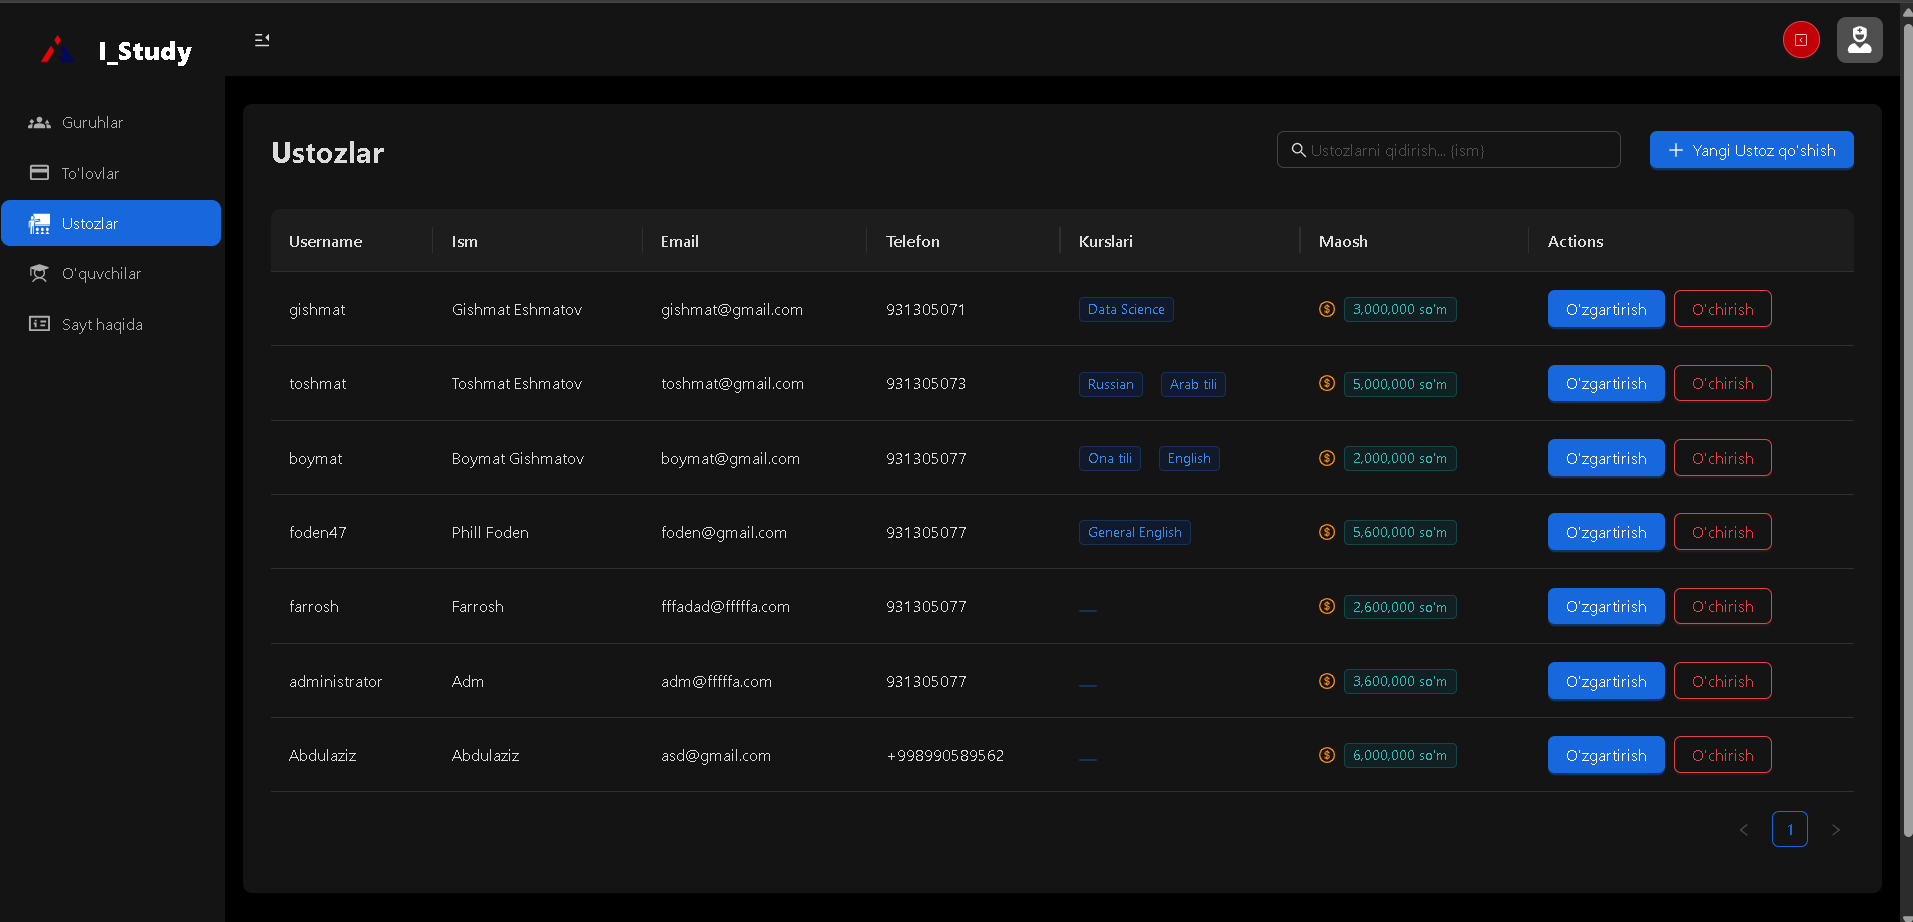 I_Study
Guruhlar
To'lovlar
Ustozlar
O'quvchilar
Sayt haqida
Ustozlar
Ustozlarni qidirish... (ism)
Yangi Ustoz qo'shish
Username Ism Email Telefon Kurslari Maosh Actions
gishmat Gishmat Eshmatov gishmat@gmail.com 931305071 Data Science 3,000,000 so'm O'zgartirish O'chirish
toshmat Toshmat Eshmatov toshmat@gmail.com 931305073 Russian Arab tili 5,000,000 so'm O'zgartirish O'chirish
boymat Boymat Gishmatov boymat@gmail.com 931305077 Ona tili English 2,000,000 so'm O'zgartirish O'chirish
foden47 Phill Foden foden@gmail.com 931305077 General English 5,600,000 so'm O'zgartirish O'chirish
farrosh Farrosh fffadad@fffffa.com 931305077 2,600,000 so'm O'zgartirish O'chirish
administrator Adm adm@fffffa.com 931305077 3,600,000 so'm O'zgartirish O'chirish
Abdulaziz Abdulaziz asd@gmail.com +998990589562 6,000,000 so'm O'zgartirish O'chirish
1